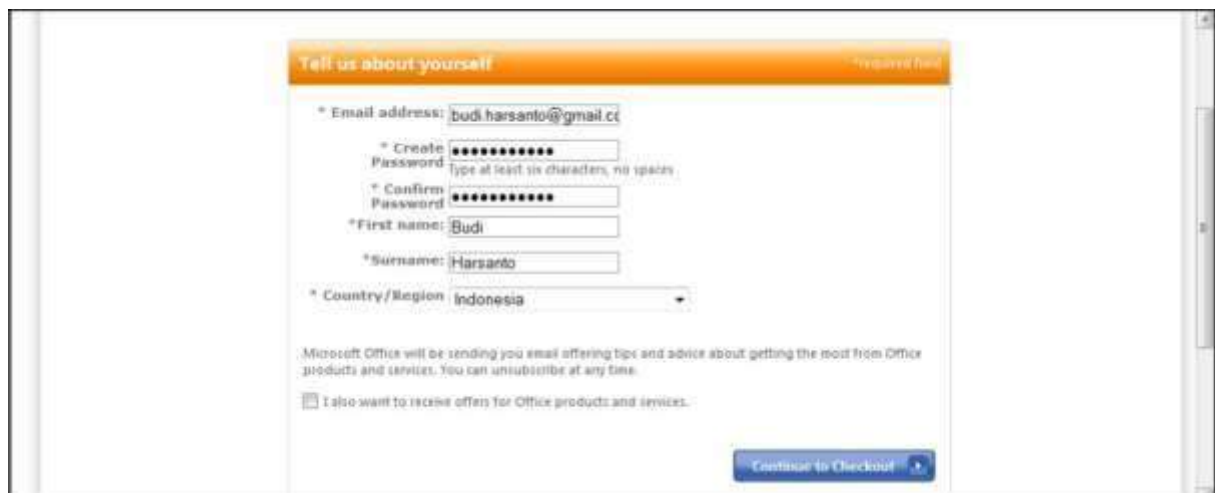 Tell us about yourself
*required field
* Email address: budi.harsanto@gmail.cc
* Create
Password ●●●●●●●●●●●
Type at least six characters, no spaces
* Confirm
Password ●●●●●●●●●●●
*First name: Budi
*Surname: Harsanto
* Country/Region Indonesia
Microsoft Office will be sending you email offering tips and advice about getting the most from Office
products and services. You can unsubscribe at any time.
I also want to receive offers for Office products and services.
Continue to Checkout